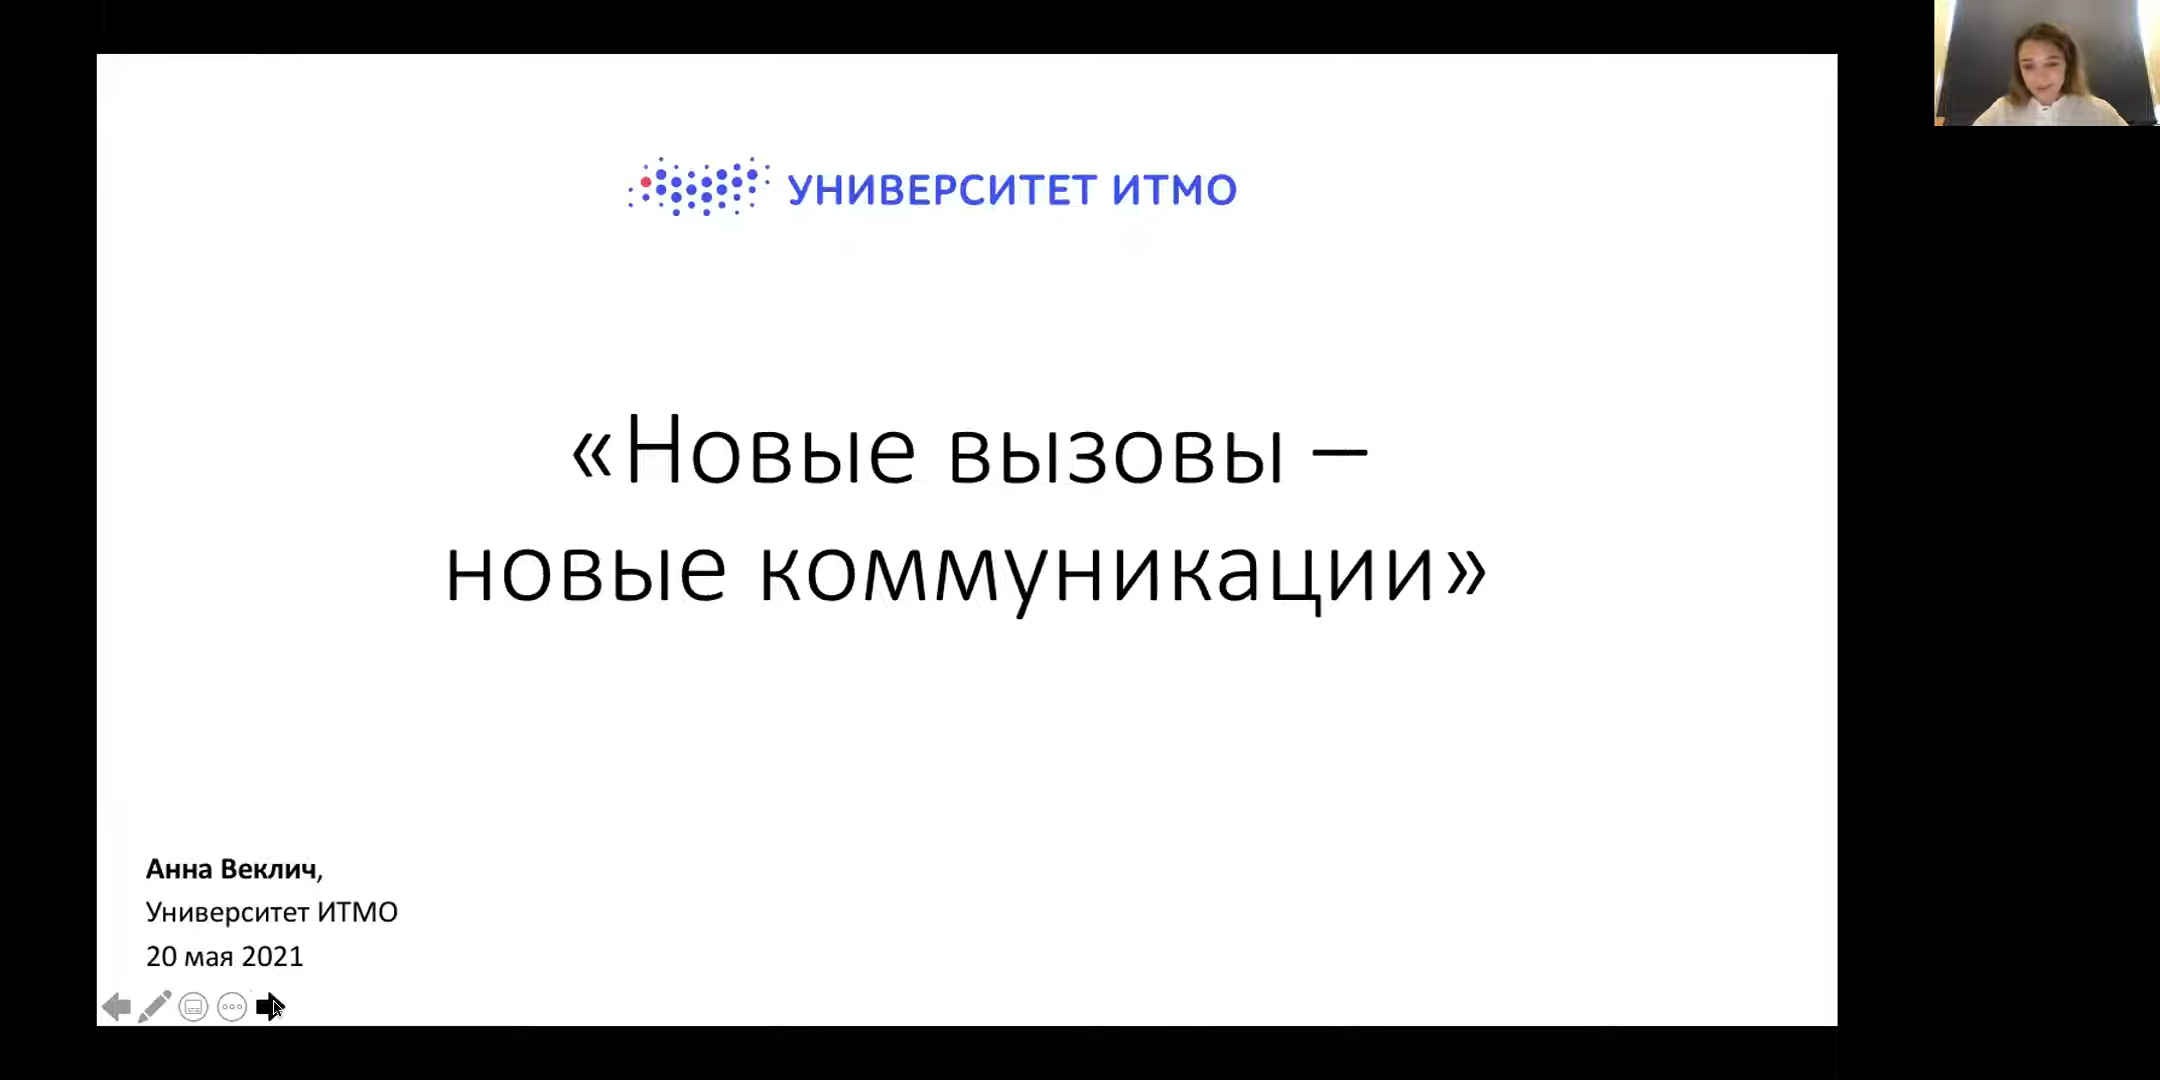 УНИВЕРСИТЕТ ИТМО
«Новые вызовы –
новые коммуникации»
Анна Веклич,
Университет ИТМО
20 мая 2021